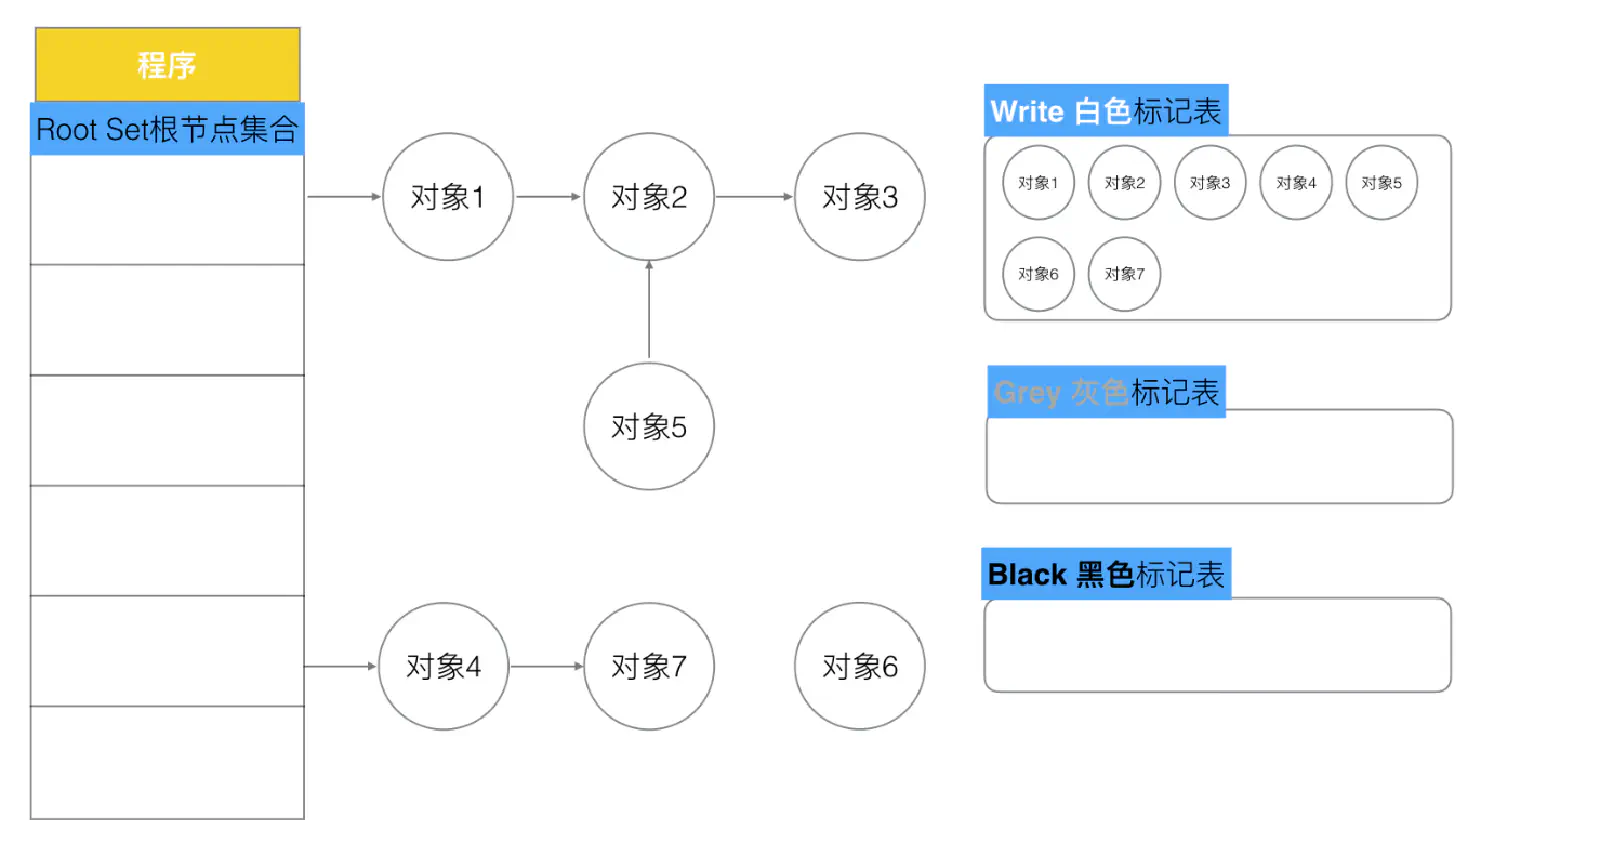 程序
Root Set根节点集合
对象1
对象2
对象3
对象5
对象4
对象7
对象6
Write 白色标记表
对象1
对象2
对象3
对象4
对象5
对象6
对象7
Grey 灰色标记表
Black 黑色标记表